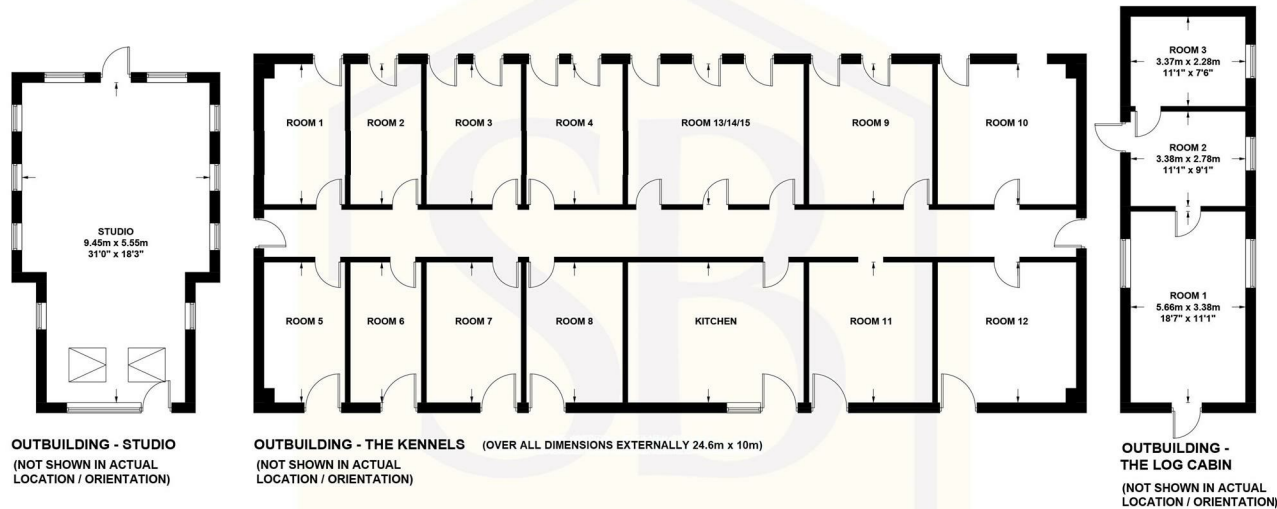 STUDIO
9.45m x 5.55m
31'0" x 18'3"
OUTBUILDING - STUDIO
(NOT SHOWN IN ACTUAL
LOCATION / ORIENTATION)
ROOM 1
ROOM 2
ROOM 3
ROOM 4
ROOM 13/14/15
ROOM 9
ROOM 10
ROOM 5
ROOM 6
ROOM 7
ROOM 8
KITCHEN
ROOM 11
ROOM 12
OUTBUILDING - THE KENNELS (OVER ALL DIMENSIONS EXTERNALLY 24.6m x 10m)
(NOT SHOWN IN ACTUAL
LOCATION / ORIENTATION)
ROOM 3
3.37m x 2.28m
11'1" x 7'6"
ROOM 2
3.38m x 2.78m
11'1" x 9'1"
ROOM 1
5.66m x 3.38m
18'7" x 11'1"
OUTBUILDING -
THE LOG CABIN
(NOT SHOWN IN ACTUAL
LOCATION / ORIENTATION)
SB